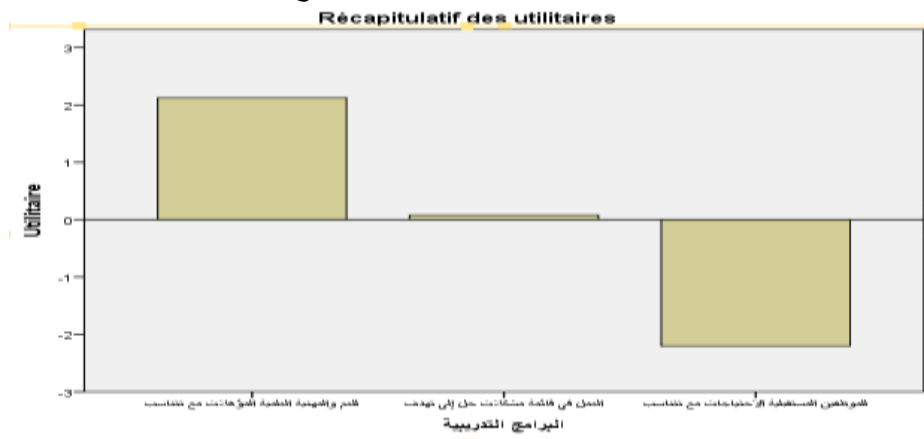 Récapitulatif des utilitaires
3
2
1
0
-1
-2
-3
Utilitaire
والمهنية العلمية المؤهلات مع تتناسب
العمل في قائمة مشكلات حل إلى تهدف
للموظفين المستقبلية الاحتياجات مع تتناسب
البرامج التدريبية